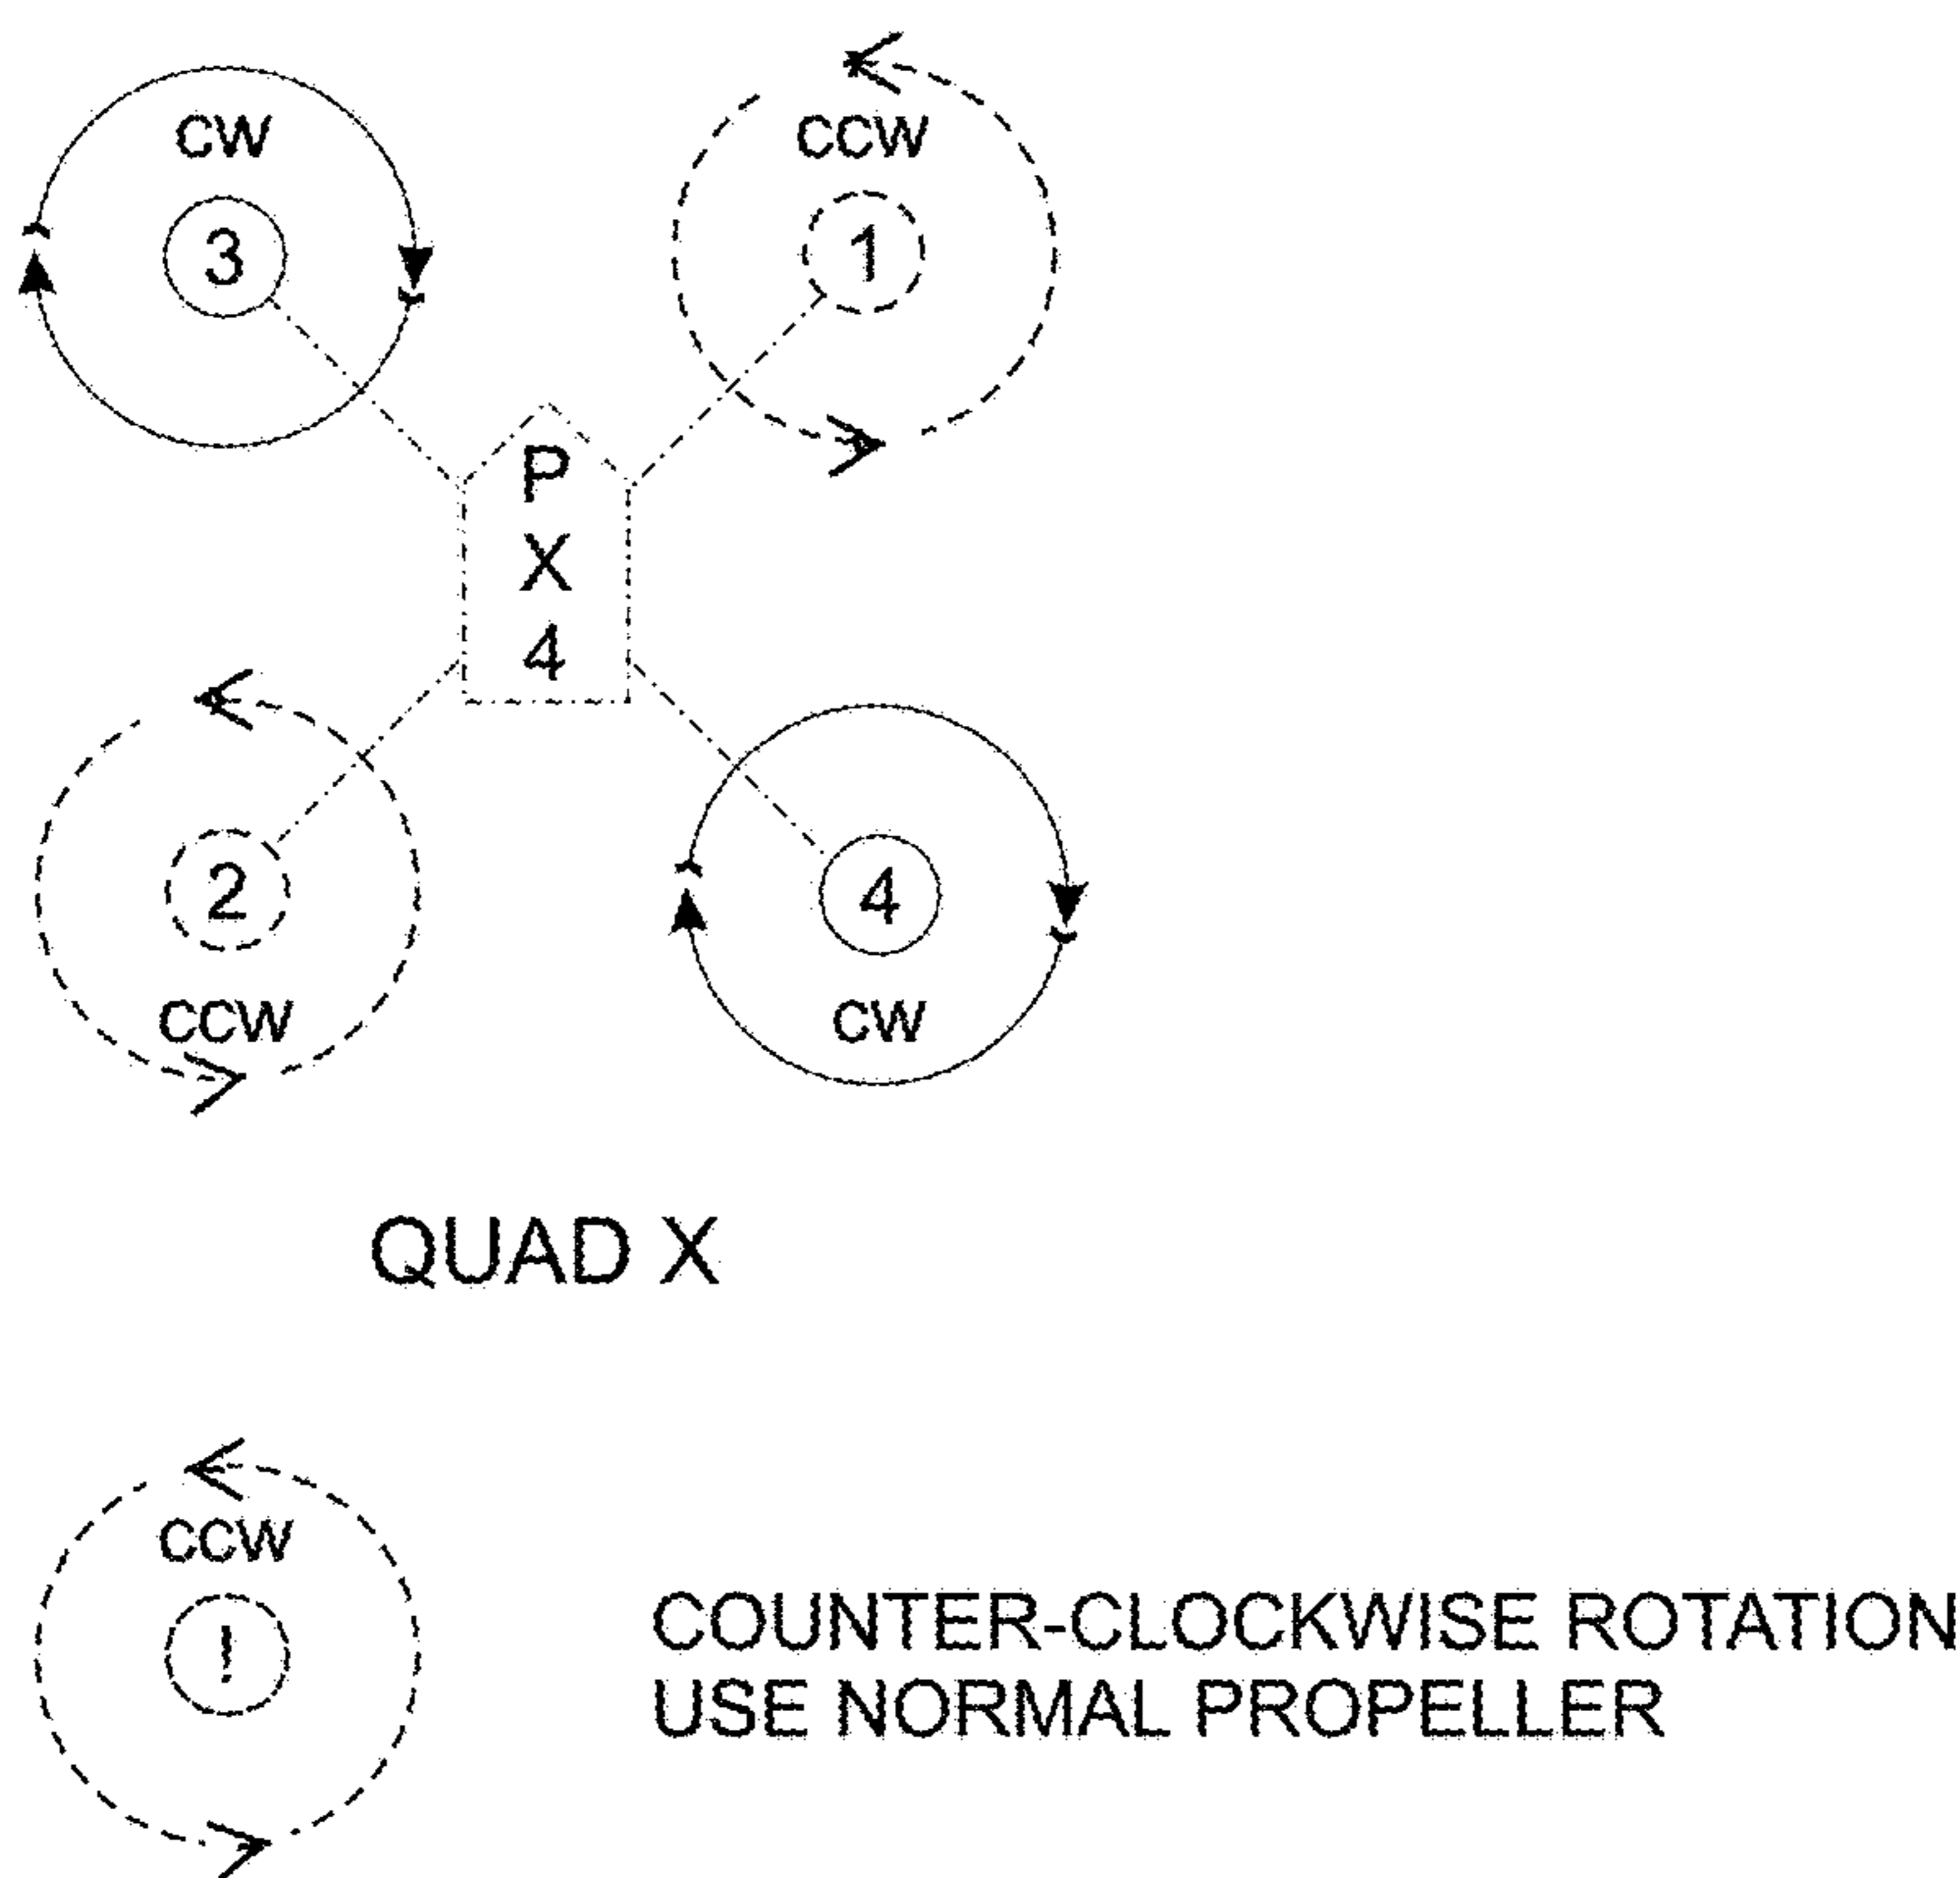 CW
CCW
3
1
P
X
4
2
4
CCW
CW
QUAD X
CCW
!
COUNTER-CLOCKWISE ROTATION
USE NORMAL PROPELLER